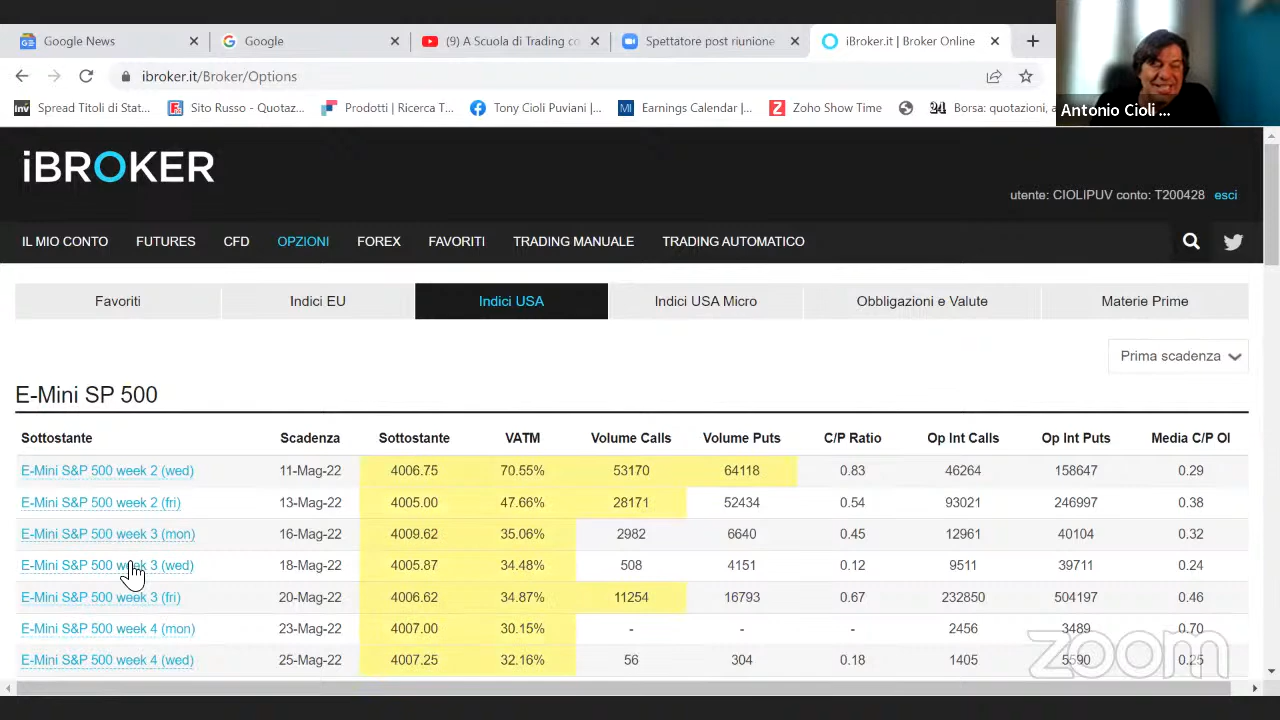 Google News
Google
(9) A Scuola di Trading co
Spettatore post riunione
iBroker.it | Broker Online
ibroker.it/Broker/Options
Inv Spread Titoli di Stat...
Sito Russo - Quotaz...
Prodotti | Ricerca T...
Tony Cioli Puviani |...
MI Earnings Calendar |...
Z Zoho Show Time
24 Borsa: quotazioni, a
Antonio Cioli ...
iBROKER
utente: CIOLIPUV conto: T200428 esci
IL MIO CONTO FUTURES CFD OPZIONI FOREX FAVORITI TRADING MANUALE TRADING AUTOMATICO
Favoriti Indici EU Indici USA Indici USA Micro Obbligazioni e Valute Materie Prime
Prima scadenza
E-Mini SP 500
Sottostante Scadenza Sottostante VATM Volume Calls Volume Puts C/P Ratio Op Int Calls Op Int Puts Media C/P OI
E-Mini S&P 500 week 2 (wed) 11-Mag-22 4006.75 70.55% 53170 64118 0.83 46264 158647 0.29
E-Mini S&P 500 week 2 (fri) 13-Mag-22 4005.00 47.66% 28171 52434 0.54 93021 246997 0.38
E-Mini S&P 500 week 3 (mon) 16-Mag-22 4009.62 35.06% 2982 6640 0.45 12961 40104 0.32
E-Mini S&P 500 week 3 (wed) 18-Mag-22 4005.87 34.48% 508 4151 0.12 9511 39711 0.24
E-Mini S&P 500 week 3 (fri) 20-Mag-22 4006.62 34.87% 11254 16793 0.67 232850 504197 0.46
E-Mini S&P 500 week 4 (mon) 23-Mag-22 4007.00 30.15% - - - 2456 3489 0.70
E-Mini S&P 500 week 4 (wed) 25-Mag-22 4007.25 32.16% 56 304 0.18 1405 5590 0.25
zoom